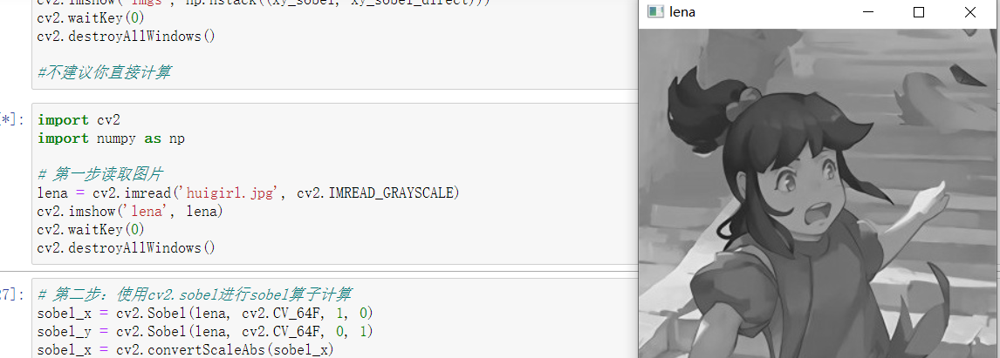 cv2.imshow('imgs', np.hstack((xy_sobel, xy_sobel_direct)))
cv2.waitKey(0)
cv2.destroyAllWindows()
#不建议你直接计算
*]:
import cv2
import numpy as np
# 第一步读取图片
lena = cv2.imread('huigirl.jpg', cv2.IMREAD_GRAYSCALE)
cv2.imshow('lena', lena)
cv2.waitKey(0)
cv2.destroyAllWindows()
27]:
# 第二步：使用cv2.sobel进行sobel算子计算
sobel_x = cv2.Sobel(lena, cv2.CV_64F, 1, 0)
sobel_y = cv2.Sobel(lena, cv2.CV_64F, 0, 1)
sobel_x = cv2.convertScaleAbs(sobel_x)
lena